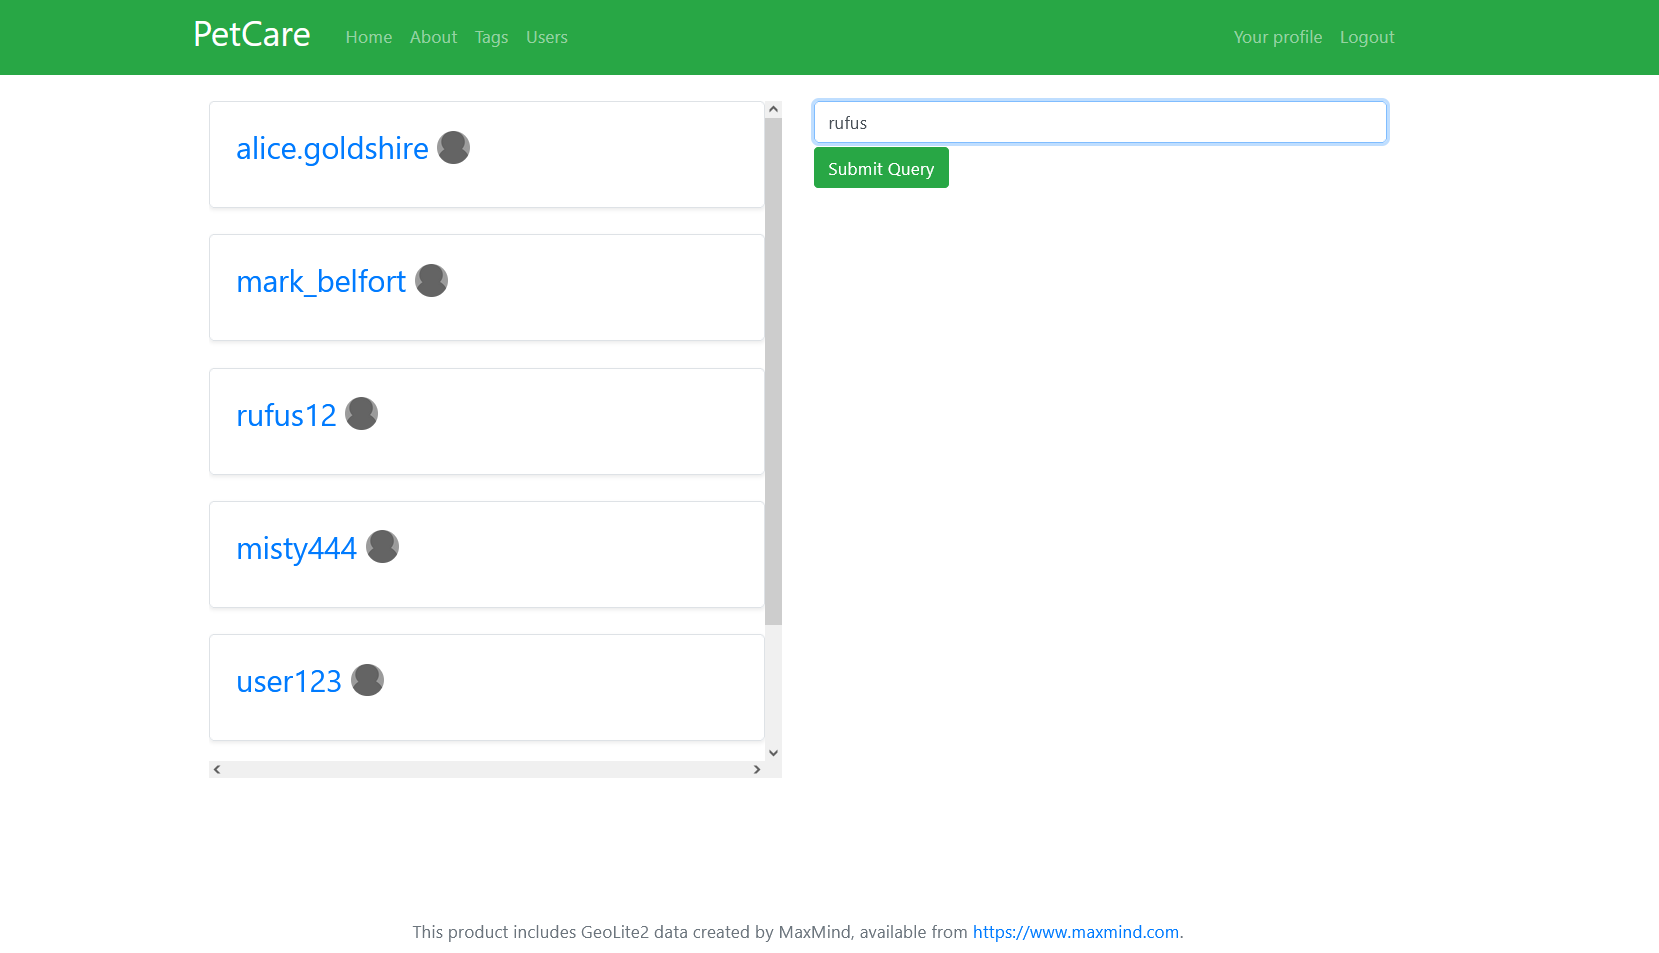 PetCare Home About Tags Users Your profile Logout
alice.goldshire
mark_belfort
rufus12
misty444
user123
rufus
Submit Query
This product includes GeoLite2 data created by MaxMind, available from https://www.maxmind.com.